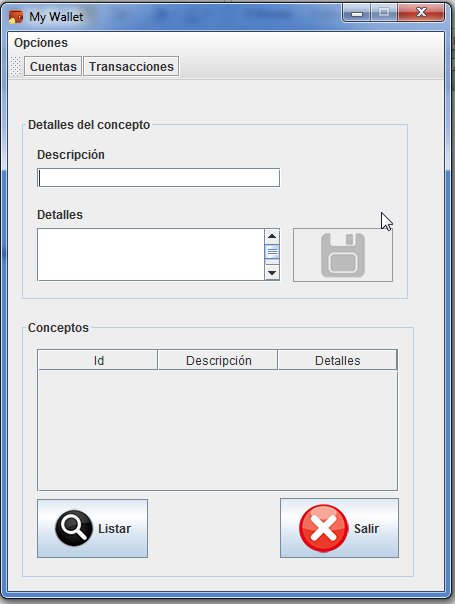 My Wallet
Opciones
Cuentas Transacciones
Detalles del concepto
Descripción
Detalles
Conceptos
Id Descripción Detalles
Listar Salir